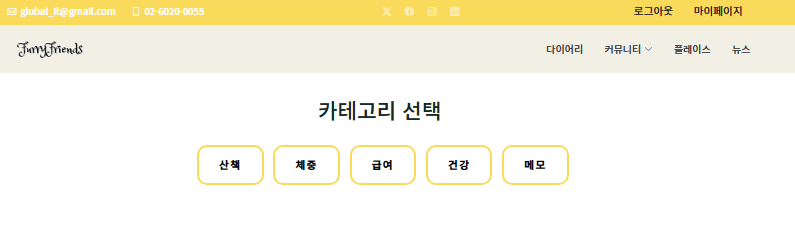 global_it@gmail.com 02-6020-0055 로그아웃 마이페이지
FurryFriends 다이어리 커뮤니티 플레이스 뉴스
카테고리 선택
산책 체중 급여 건강 메모